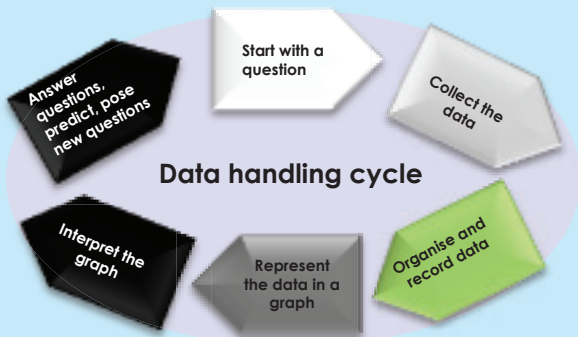 Data handling cycle
Start with a
question
Collect the
data
Organise and
record data
Represent
the data in a
graph
Interpret the
graph
Answer
questions,
predict, pose
new questions